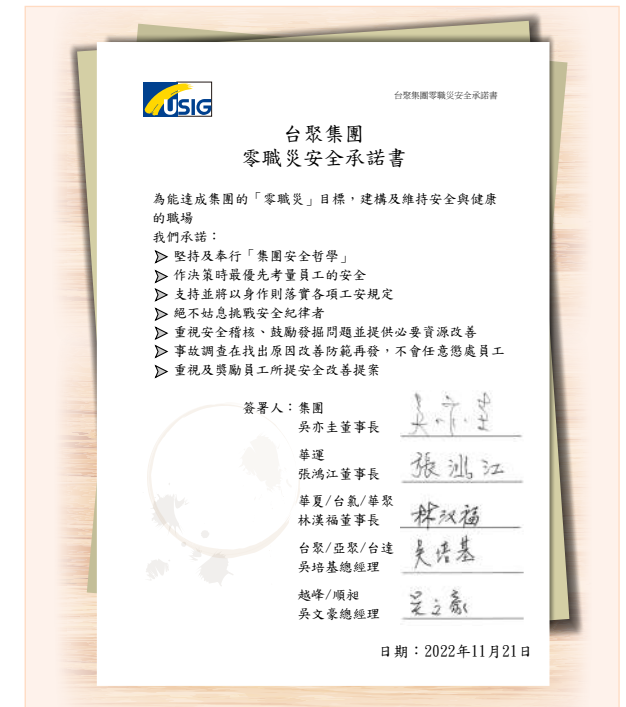 USIG
台聚集團零職災安全承諾書
台聚集團
零職災安全承諾書
為能達成集團的「零職災」目標，建構及維持安全與健康
的職場
我們承諾：
堅持及奉行「集團安全哲學」
作決策時最優先考量員工的安全
支持並將以身作則落實各項工安規定
絕不姑息挑戰安全紀律者
重視安全稽核、鼓勵發掘問題並提供必要資源改善
事故調查在找出原因改善防範再發，不會任意懲處員工
重視及獎勵員工所提安全改善提案
簽署人：集團
吳亦圭董事長 吳亦圭
華運
張鴻江董事長 張鴻江
華夏/台氯/華聚
林漢福董事長 林汉福
台聚/亞聚/台達
吳培基總經理 吳培基
越峰/順昶
吳文豪總經理 吳文豪
日期：2022年11月21日